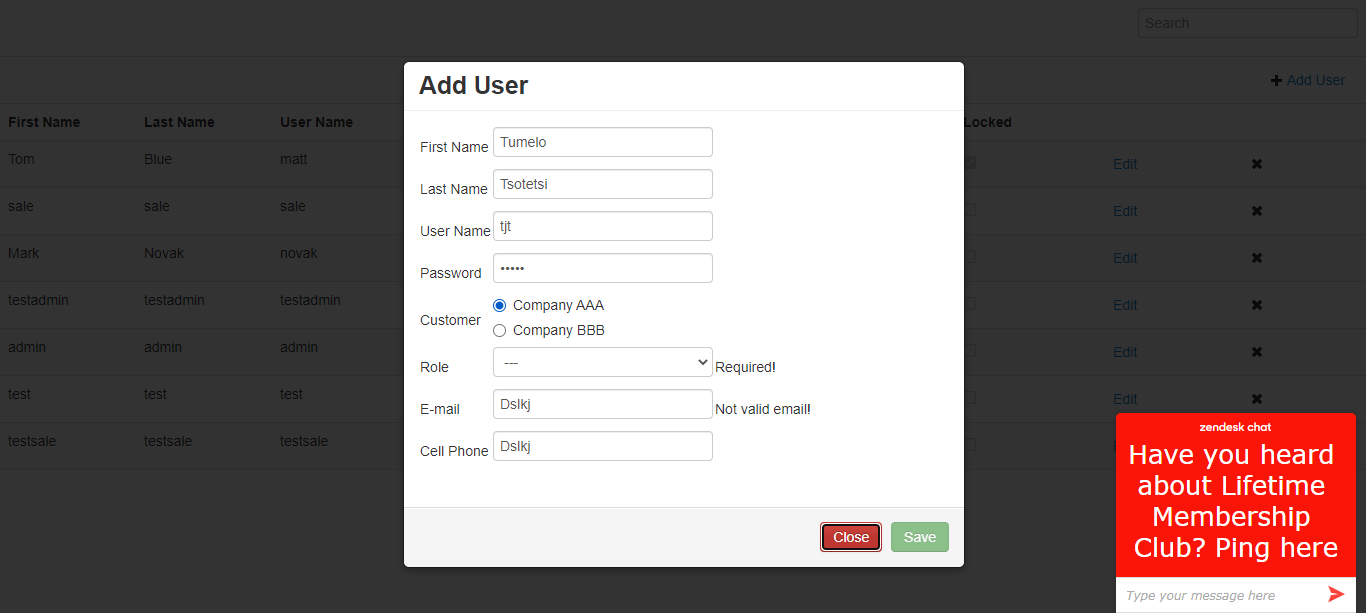 Search
Add User
First Name Last Name User Name Locked
Tom Blue matt Edit
sale sale sale Edit
Mark Novak novak Edit
testadmin testadmin testadmin Edit
admin admin admin Edit
test test test Edit
testsale testsale testsale
Add User
First Name Tumelo
Last Name Tsotetsi
User Name tjt
Password •••••
Customer
Company AAA
Company BBB
Role --- Required!
E-mail Dslkj Not valid email!
Cell Phone Dslkj
Close Save
zendesk chat
Have you heard
about Lifetime
Membership
Club? Ping here
Type your message here